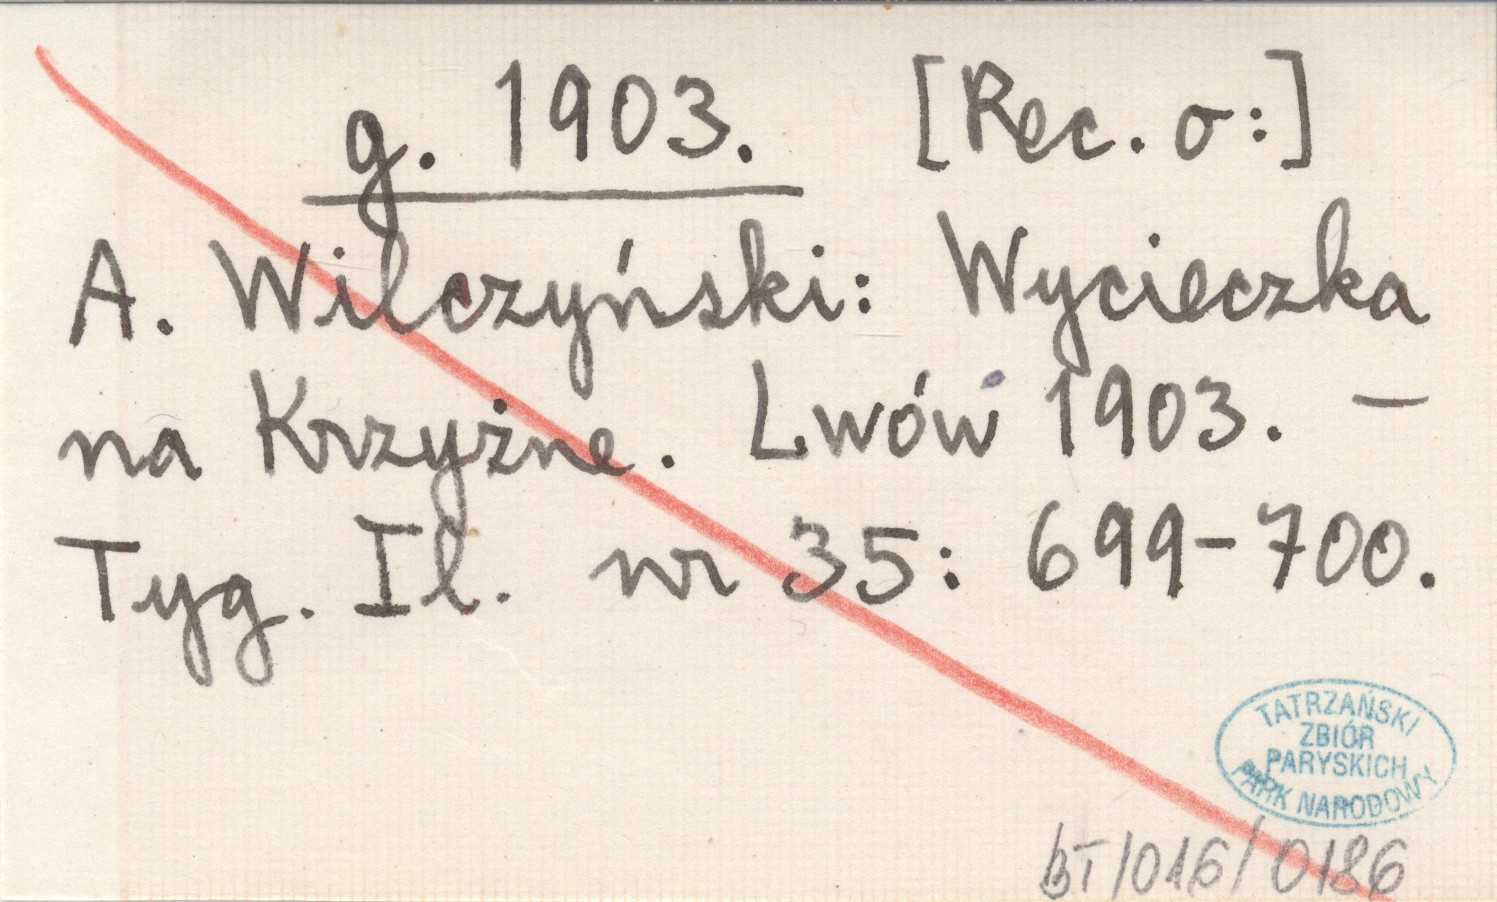 g. 1903. [Rec. o:]
A. Wilczyński: Wycieczka
na Krzyżne. Lwów 1903. —
Tyg. Il. nr 35: 699-700.
TATRZAŃSKI
ZBIÓR
PARYSKICH
PARK NARODOWY
BT/016/0186